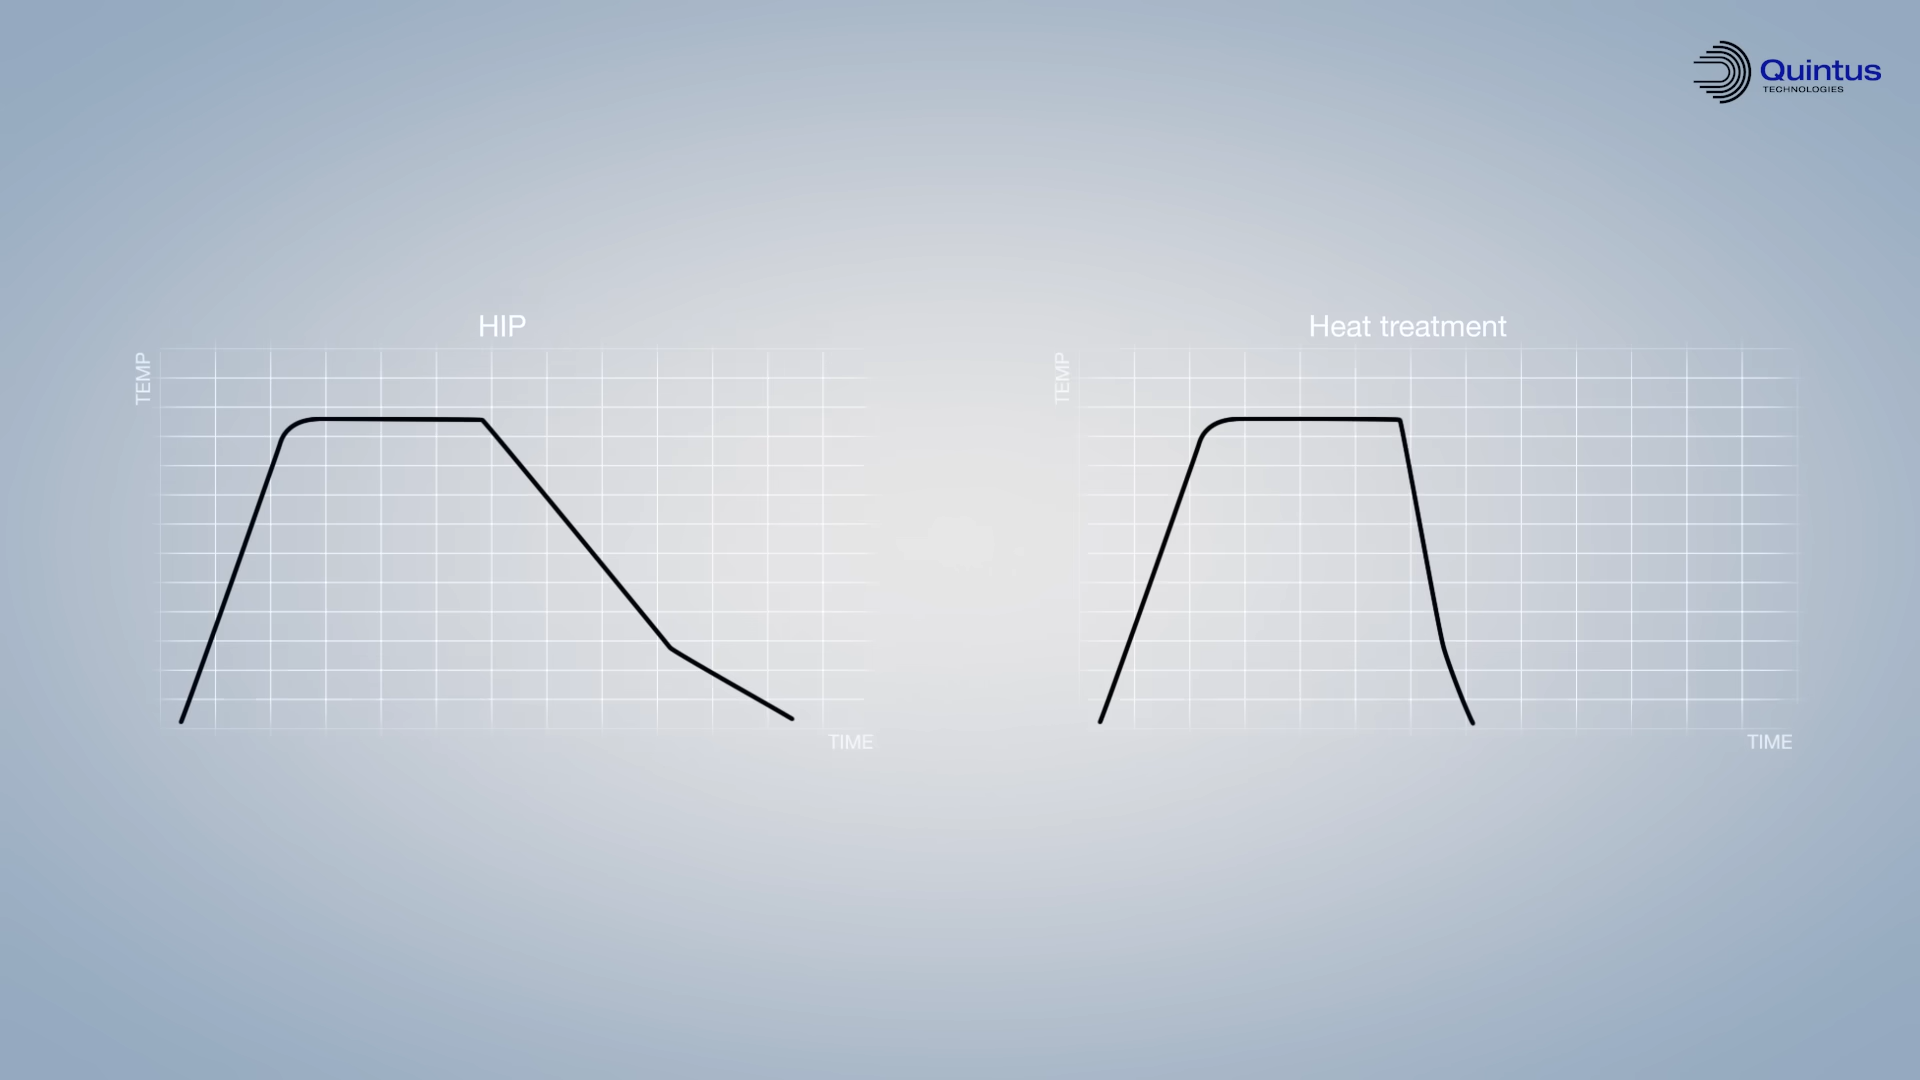 Quintus
TECHNOLOGIES
HIP
TEMP
TIME
Heat treatment
TEMP
TIME